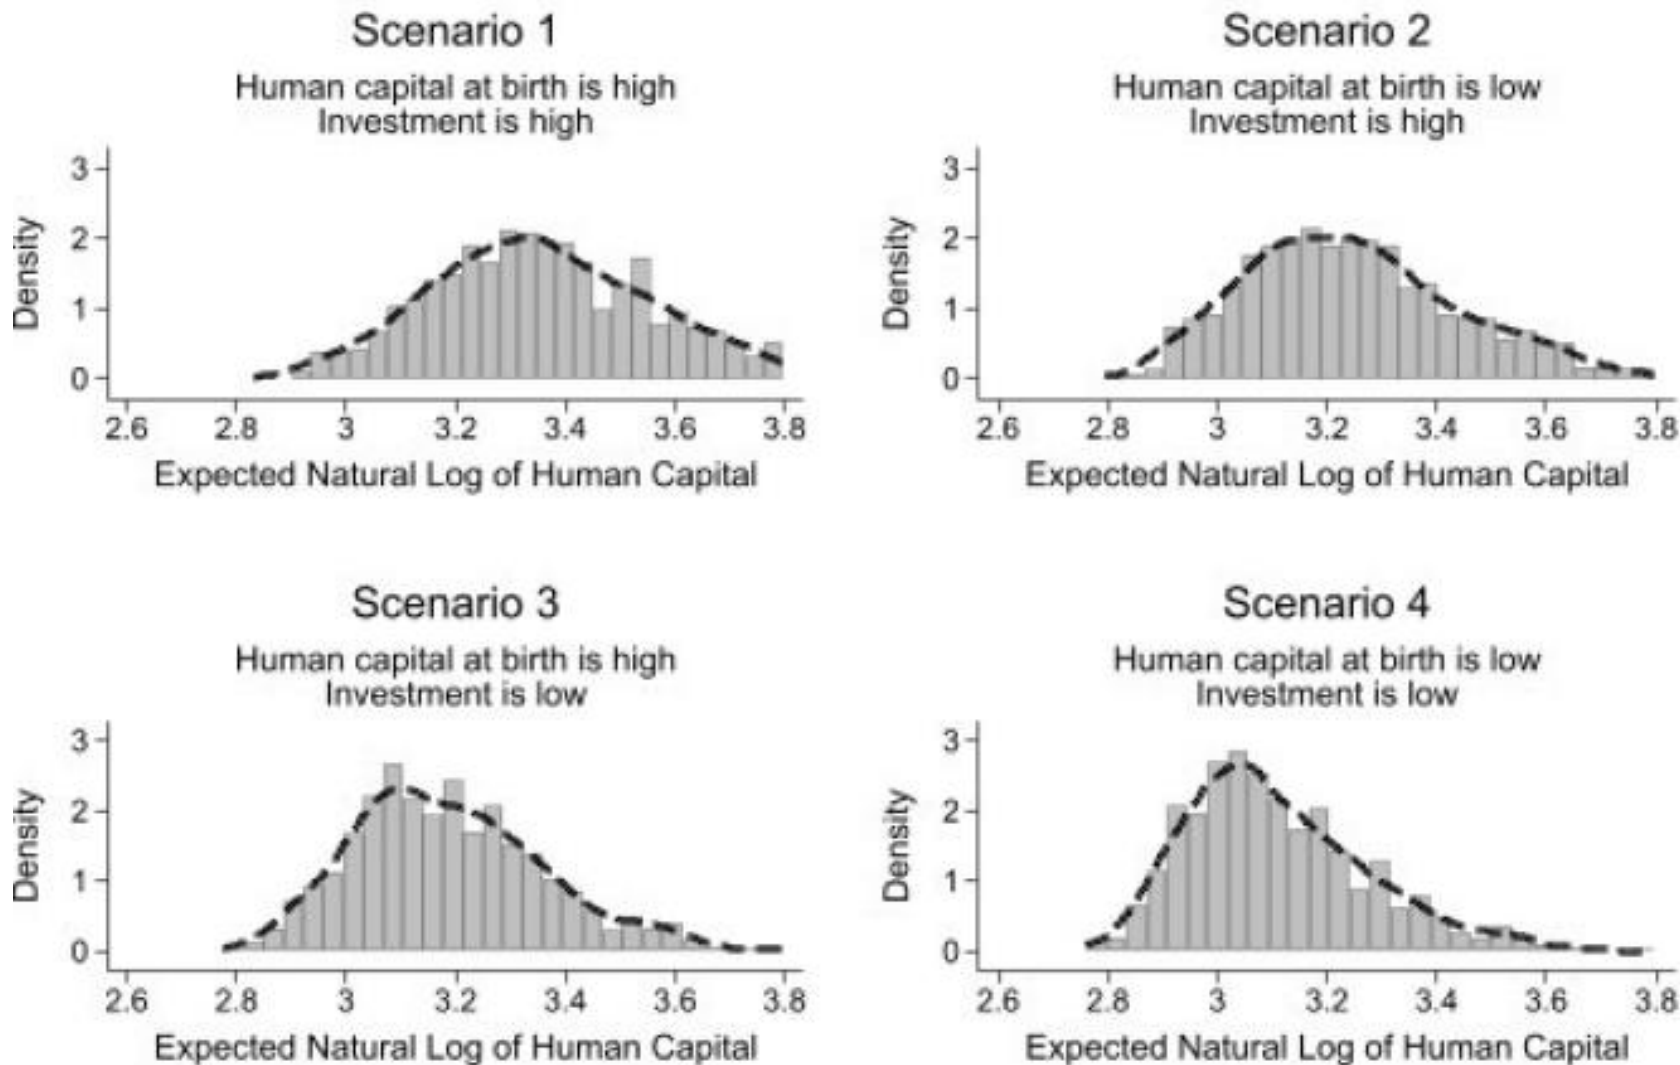 Scenario 1
Human capital at birth is high
Investment is high
3
2
1
0
Density
2.6 2.8 3 3.2 3.4 3.6 3.8
Expected Natural Log of Human Capital
Scenario 2
Human capital at birth is low
Investment is high
3
2
1
0
Density
2.6 2.8 3 3.2 3.4 3.6 3.8
Expected Natural Log of Human Capital
Scenario 3
Human capital at birth is high
Investment is low
3
2
1
0
Density
2.6 2.8 3 3.2 3.4 3.6 3.8
Expected Natural Log of Human Capital
Scenario 4
Human capital at birth is low
Investment is low
3
2
1
0
Density
2.6 2.8 3 3.2 3.4 3.6 3.8
Expected Natural Log of Human Capital